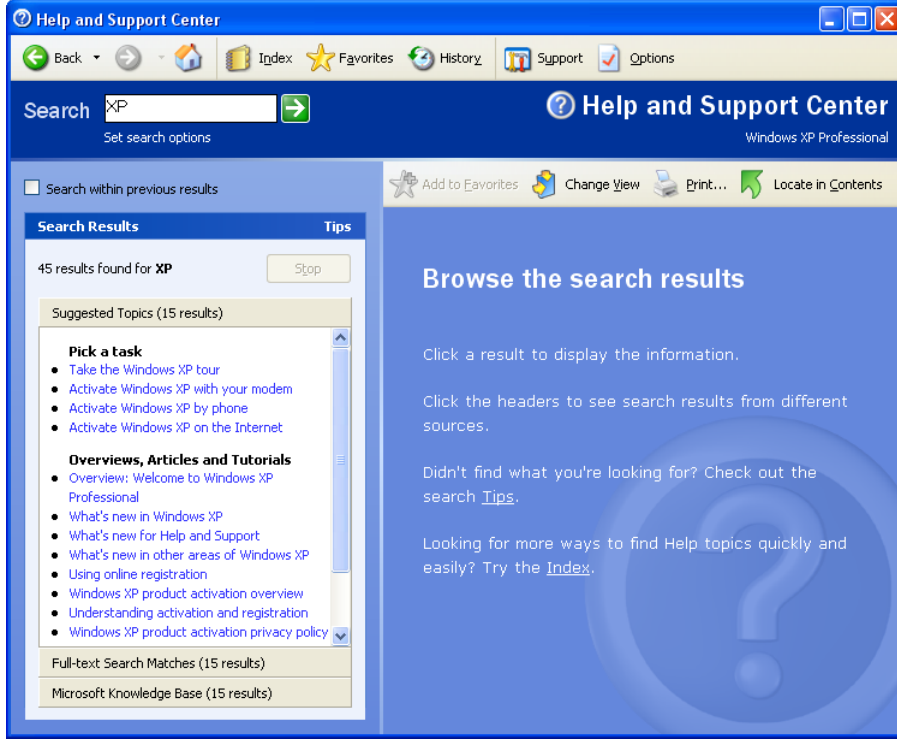 Help and Support Center
Back
Index
Favorites
History
Support
Options
Search
XP
Set search options
Help and Support Center
Windows XP Professional
Search within previous results
Add to Favorites
Change View
Print...
Locate in Contents
Search Results
Tips
45 results found for XP
Stop
Suggested Topics (15 results)
Pick a task
Take the Windows XP tour
Activate Windows XP with your modem
Activate Windows XP by phone
Activate Windows XP on the Internet
Overviews, Articles and Tutorials
Overview: Welcome to Windows XP
Professional
What's new in Windows XP
What's new for Help and Support
What's new in other areas of Windows XP
Using online registration
Windows XP product activation overview
Understanding activation and registration
Windows XP product activation privacy policy
Full-text Search Matches (15 results)
Microsoft Knowledge Base (15 results)
Browse the search results
Click a result to display the information.
Click the headers to see search results from different
sources.
Didn't find what you're looking for? Check out the
search Tips.
Looking for more ways to find Help topics quickly and
easily? Try the Index.